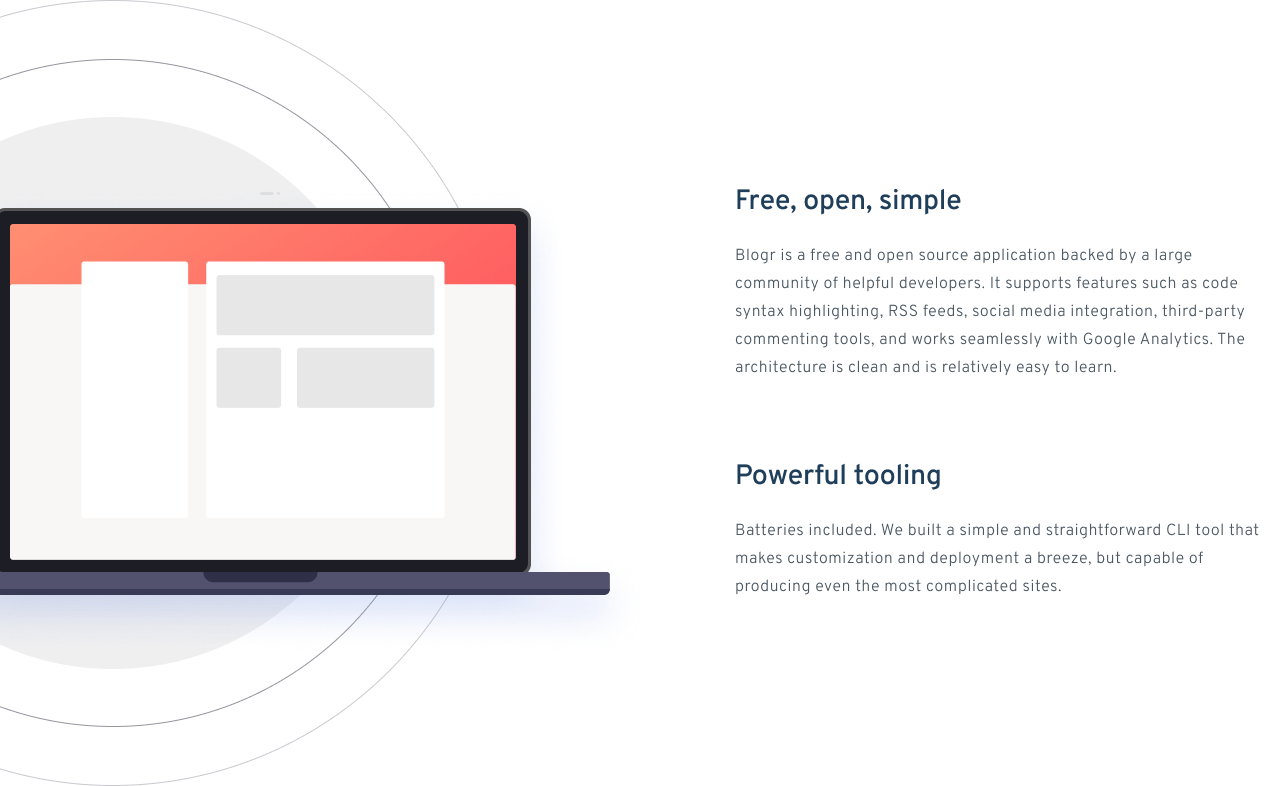 Free, open, simple
Blogr is a free and open source application backed by a large
community of helpful developers. It supports features such as code
syntax highlighting, RSS feeds, social media integration, third-party
commenting tools, and works seamlessly with Google Analytics. The
architecture is clean and is relatively easy to learn.
Powerful tooling
Batteries included. We built a simple and straightforward CLI tool that
makes customization and deployment a breeze, but capable of
producing even the most complicated sites.